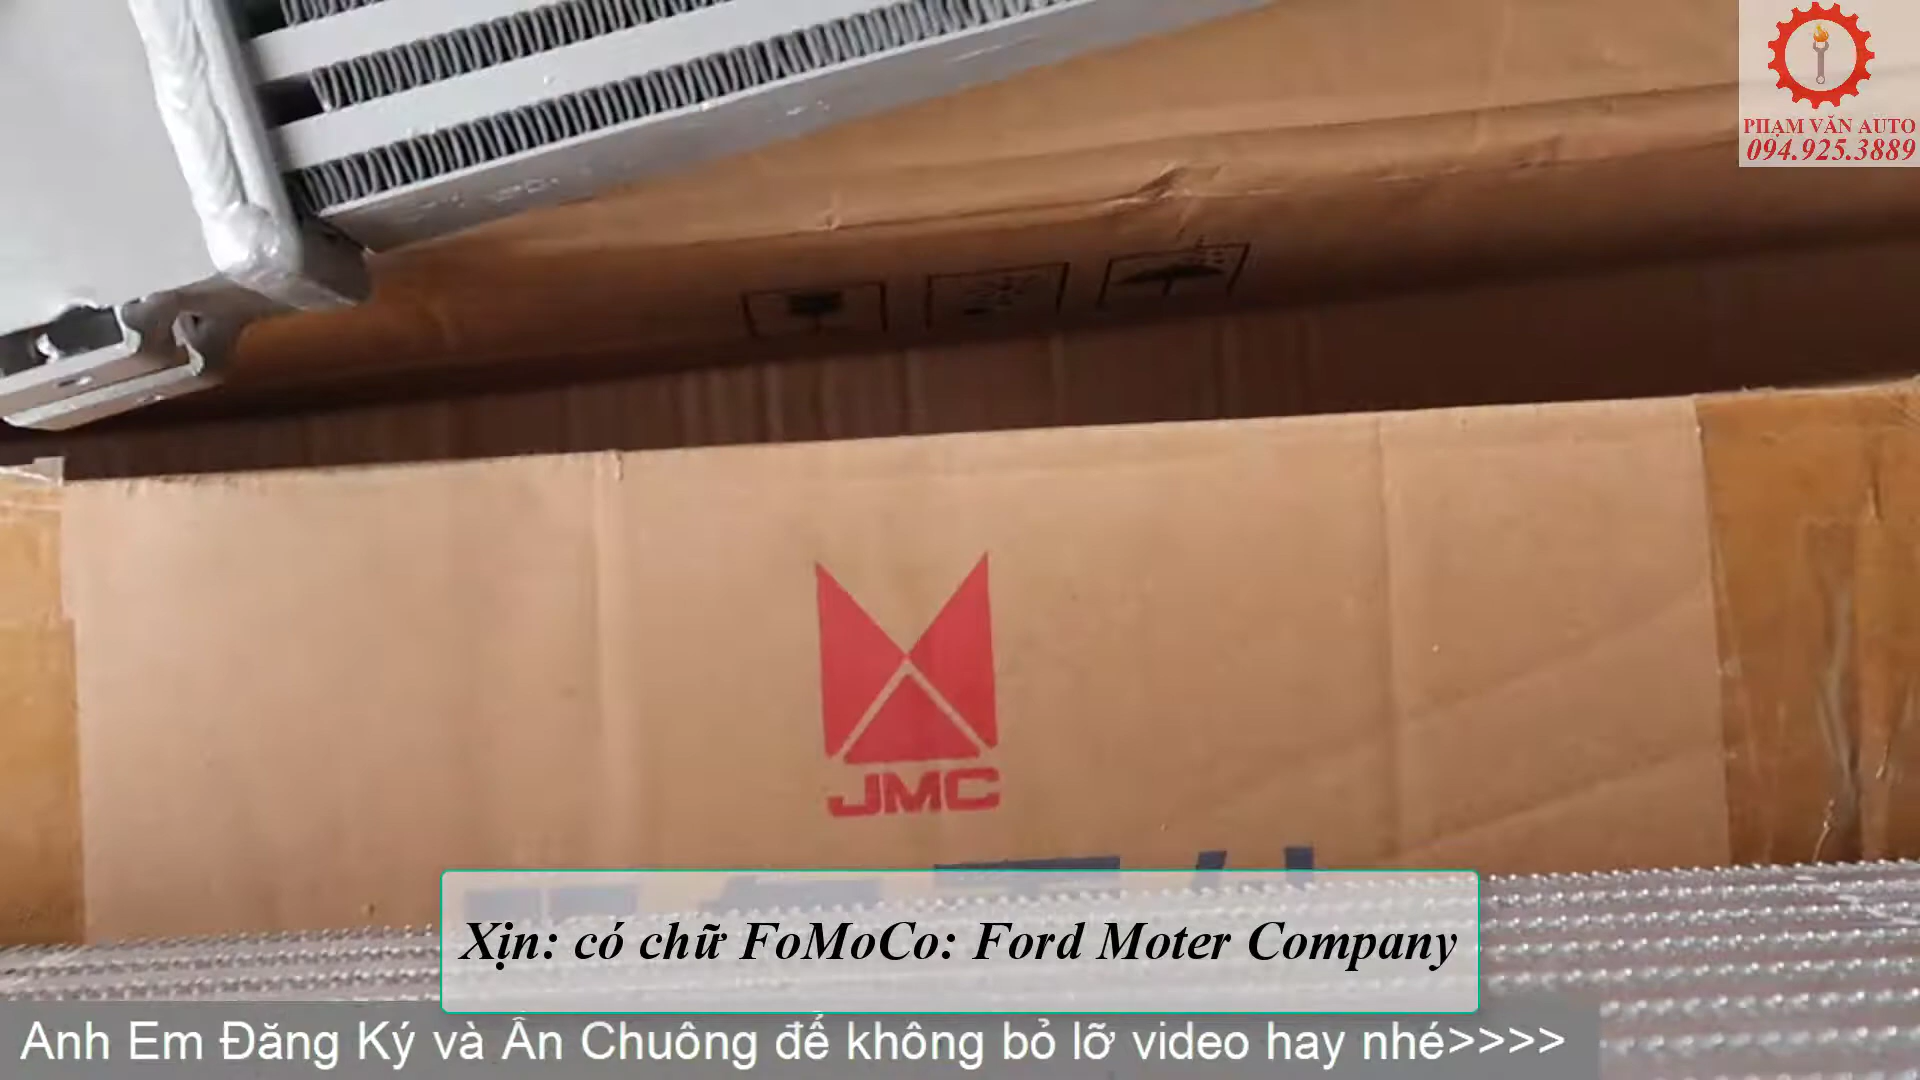 PHẠM VĂN AUTO
094.925.3889
JMC
Xịn: có chữ FoMoCo: Ford Moter Company
Anh Em Đăng Ký và Ấn Chuông để không bỏ lỡ video hay nhé>>>>